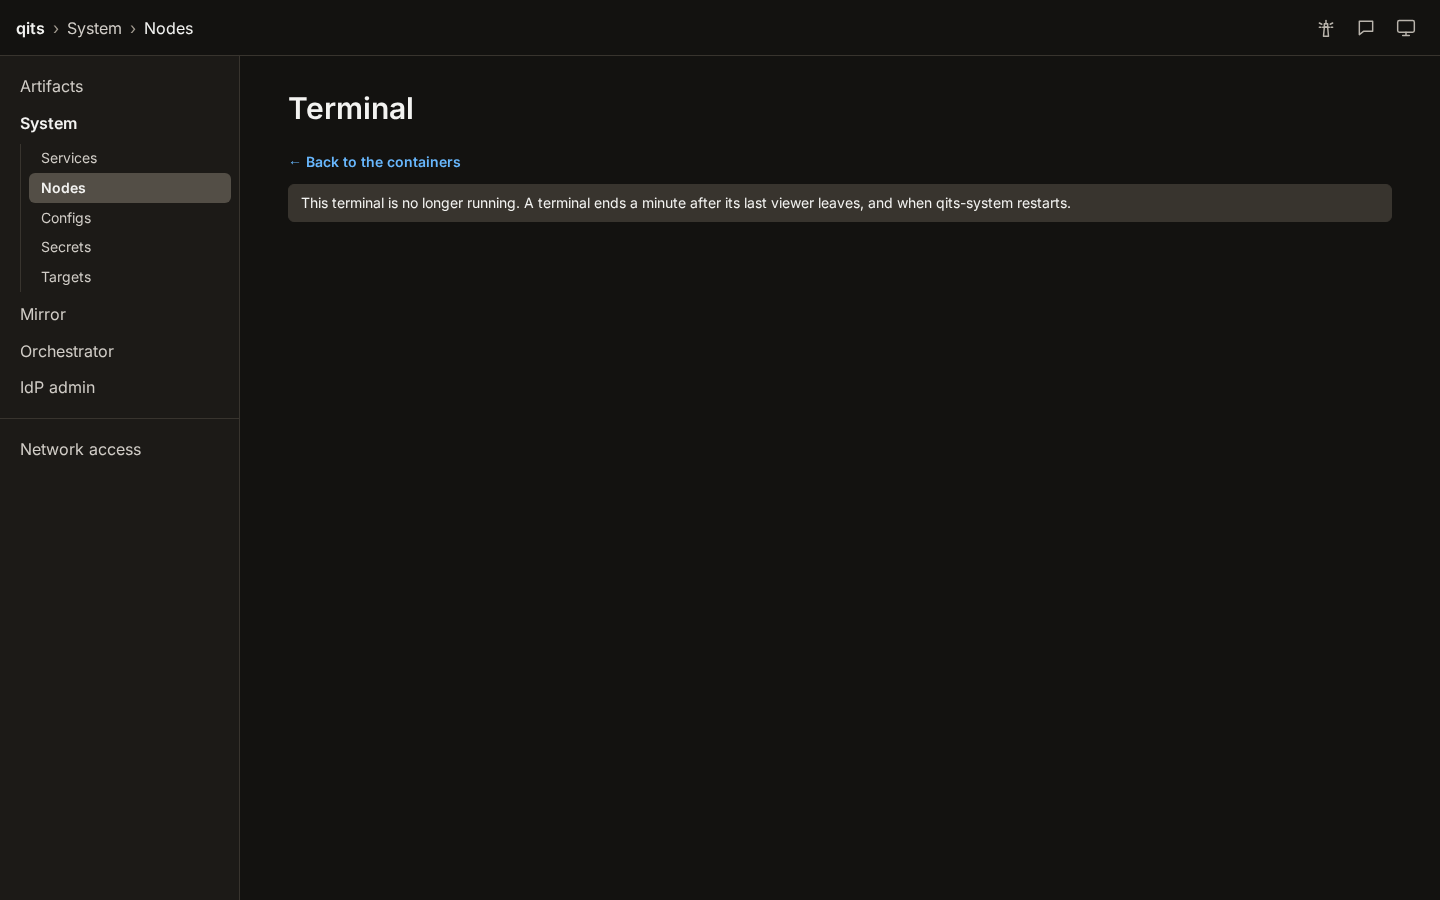 qits › System › Nodes
Artifacts
System
Services
Nodes
Configs
Secrets
Targets
Mirror
Orchestrator
IdP admin
Network access
Terminal
← Back to the containers
This terminal is no longer running. A terminal ends a minute after its last viewer leaves, and when qits-system restarts.